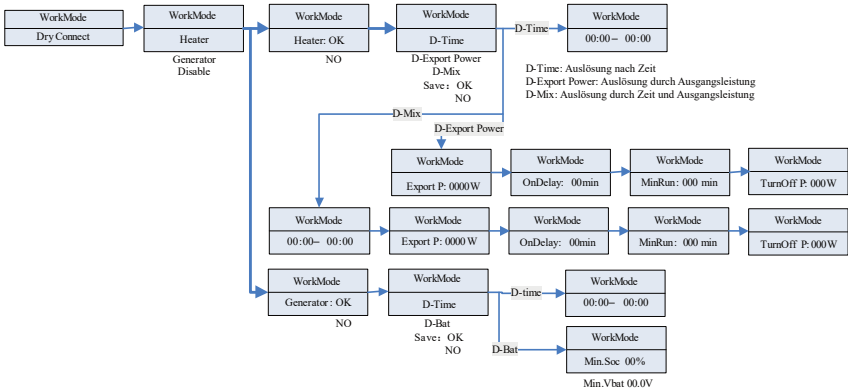 WorkMode
Dry Connect
WorkMode
Heater
Generator
Disable
WorkMode
Heater: OK
NO
WorkMode
D-Time
D-Export Power
D-Mix
Save: OK
NO
D-Time
WorkMode
00:00– 00:00
D-Time: Auslösung nach Zeit
D-Export Power: Auslösung durch Ausgangsleistung
D-Mix: Auslösung durch Zeit und Ausgangsleistung
D-Mix
D-Export Power
WorkMode
Export P: 0000W
WorkMode
OnDelay: 00min
WorkMode
MinRun: 000 min
WorkMode
TurnOff P: 000W
WorkMode
00:00– 00:00
WorkMode
Export P: 0000W
WorkMode
OnDelay: 00min
WorkMode
MinRun: 000 min
WorkMode
TurnOff P: 000W
WorkMode
Generator: OK
NO
WorkMode
D-Time
D-Bat
Save: OK
NO
D-time
WorkMode
00:00– 00:00
D-Bat
WorkMode
Min.Soc 00%
Min.Vbat 00.0V